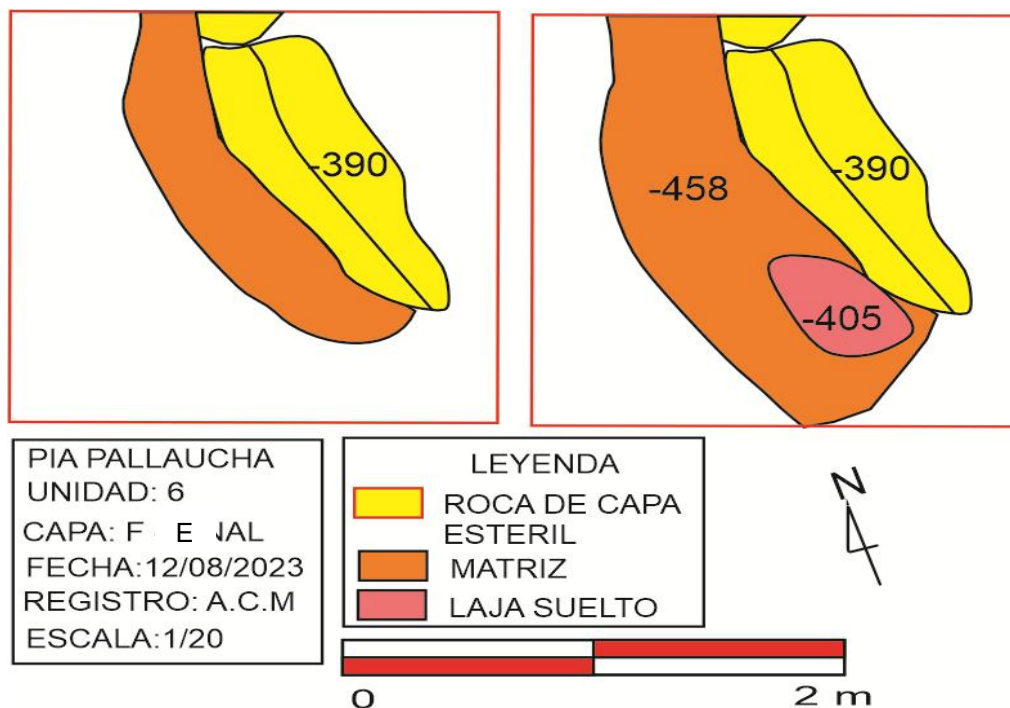 -390
-458
-390
-405
PIA PALLAUCHA
UNIDAD: 6
CAPA: F E
FECHA:12/08/2023
REGISTRO: A.C.M
ESCALA:1/20
LEYENDA
ROCA DE CAPA
ESTERIL
MATRIZ
LAJA SUELTO
N
0 2 m